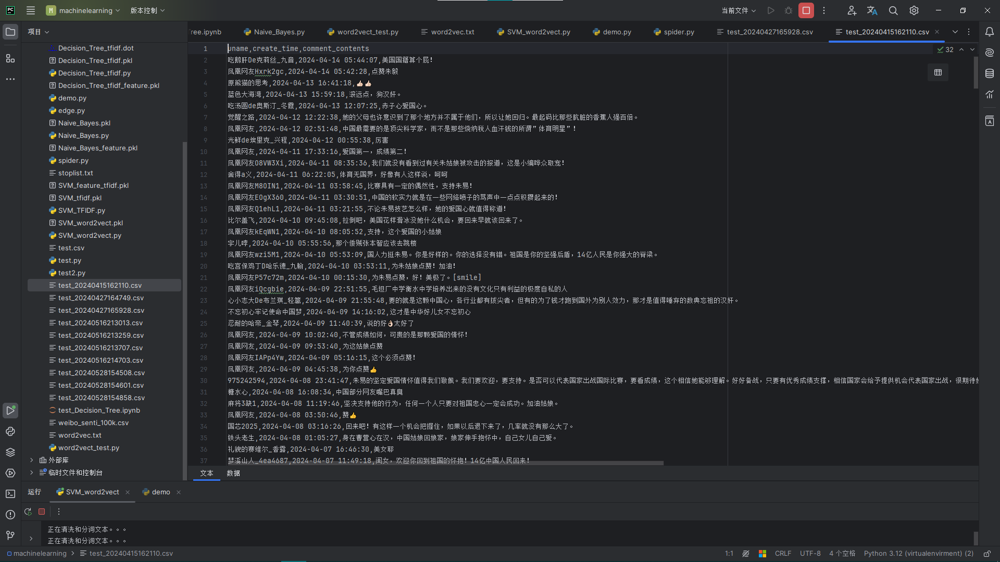 machinelearning
版本控制
当前文件
项目
ree.ipynb
Naive_Bayes.py
word2vect_test.py
word2vec.txt
SVM_word2vect.py
demo.py
spider.py
test_20240427165928.csv
test_20240415162110.csv
Decision_Tree_tfidf.dot
Decision_Tree_tfidf.pkl
Decision_Tree_tfidf.py
Decision_Tree_tfidf_feature.pkl
demo.py
edge.py
Naive_Bayes.pkl
Naive_Bayes.py
Naive_Bayes_feature.pkl
spider.py
stoplist.txt
SVM_feature_tfidf.pkl
SVM_tfidf.pkl
SVM_TFIDF.py
SVM_word2vect.pkl
SVM_word2vect.py
test.csv
test.py
test2.py
test_20240415162110.csv
test_20240427164749.csv
test_20240427165928.csv
test_20240516213013.csv
test_20240516213259.csv
test_20240516213707.csv
test_20240516214703.csv
test_20240528154508.csv
test_20240528154601.csv
test_20240528154858.csv
test_Decision_Tree.ipynb
weibo_senti_100k.csv
word2vec.txt
word2vect_test.py
外部库
临时文件和控制台
32
1 uname,create_time,comment_contents
2 吃鹅肝De克莉丝_九音,2024-04-14 05:44:07,美国国籍算个屁!
3 凤凰网友Hxrk2gc,2024-04-14 05:42:28,点赞朱毅
4 原熊猫的思考,2024-04-13 16:41:18,👍🏻👍🏻
5 蓝色大海湾,2024-04-13 15:59:18,滚远点，狗汉奸。
6 吃汤圆de奥斯汀_冬霞,2024-04-13 12:07:25,赤子心爱国心。
7 觉醒之路,2024-04-12 12:22:38,她的父母也许意识到了那个地方并不属于他们，所以让她回归。最起码比那些肮脏的香蕉人强百倍。
8 凤凰网友,2024-04-12 02:51:48,中国最需要的是顶尖科学家，而不是那些烧纳税人血汗钱的所谓”体育明星”!
9 光鲜de埃里克_兴程,2024-04-12 00:55:38,厉害
10 凤凰网友,2024-04-11 17:33:16,爱国第一，成绩第二!
11 凤凰网友O8VW3Xi,2024-04-11 08:35:36,我们就没有看到过有关朱姑娘被攻击的报道，这是小编哗众取宠!
12 舍得a义,2024-04-11 06:22:05,体育无国界，好像有人这样说，呵呵
13 凤凰网友M8OIN1,2024-04-11 03:58:45,比赛具有一定的偶然性，支持朱易!
14 凤凰网友EOgX360,2024-04-11 03:30:51,中国的软实力就是在一些网络喷子的骂声中一点点积攒起来的!
15 凤凰网友Q1ehL1,2024-04-11 03:21:55,不论朱易技艺怎么样，她的爱国心就值得称道!
16 比尔盖飞,2024-04-10 09:45:08,拉倒吧，美国花样滑冰没她什么机会，要回来早就该回来了。
17 凤凰网友kEqWN1,2024-04-10 08:05:52,支持，这个爱国的小姑娘
18 宇儿哼,2024-04-10 05:55:56,那个倭贼张本智应该去跳楼
19 凤凰网友wzi5M1,2024-04-10 05:53:09,国人力挺朱易。你是好样的。你的选择没有错。祖国是你的坚强后盾，14亿人民是你强大的脊梁。
20 吃宫保鸡丁D哈乐德_九翰,2024-04-10 03:53:11,为朱姑娘点赞! 加油!
21 凤凰网友P57c72m,2024-04-10 00:15:30,为朱易点赞，好! 美极了。[smile]
22 凤凰网友iQcgbie,2024-04-09 22:51:55,毛坦厂中学衡水中学培养出来的没有文化只有利益的极度自私的人
23 心小志大De布兰琪_轻籉,2024-04-09 21:55:48,要的就是这颗中国心，各行业都有拨尖者，但有的为了钱才跑到国外为别人效力，那才是值得唾弃的数典忘祖的汉奸。
24 不忘初心牢记使命中国梦,2024-04-09 14:16:02,这才是中华好儿女不忘初心
25 忍耐的哈帝_金琴,2024-04-09 11:40:39,说的好👌🏻太好了
26 凤凰网友,2024-04-09 10:02:40,不管成绩如何，可贵的是那颗爱国的情怀!
27 凤凰网友,2024-04-09 09:53:40,为这姑娘点赞
28 凤凰网友IAPp4Yw,2024-04-09 05:16:15,这个必须点赞!
29 凤凰网友,2024-04-09 04:45:38,为你点赞👍
30 975242594,2024-04-08 23:41:47,朱易的坚定爱国情怀值得我们敬佩。我们要欢迎，要支持。是否可以代表国家出战国际比赛，要看成绩，这个相信她能够理解。好好备战，只要有优秀成绩支撑，相信国家会给予提供机会代表国家出战，很期待
31 糖水心,2024-04-08 16:08:34,中国部分网友嘴巴真臭
32 麻将3缺1,2024-04-08 11:19:46,坚决支持他的行为，任何一个人只要对祖国忠心一定会成功。加油姑娘。
33 凤凰网友,2024-04-08 03:50:46,赞👍
34 国芯2025,2024-04-08 03:16:26,回来吧! 有这样一个机会把握住，如果以后退下来了，几率就没有那么大了。
35 铁头老生,2024-04-08 01:05:27,身在曹营心在汉，中国姑娘回娘家，娘家伸手抱怀中，自己女儿自己爱。
36 礼貌的赛维尔_香露,2024-04-07 16:46:30,美女耶
37 梦溪山人_4ea4687,2024-04-07 11:49:18,闺女，欢迎你回到祖国的怀抱! 14亿中国人民回来!
文本
数据
运行
SVM_word2vect
demo
正在清洗和分词文本。。。
正在清洗和分词文本。。。
machinelearning
test_20240415162110.csv
1:1
CRLF
UTF-8
4 个空格
Python 3.12 (virtualenvirment) (2)